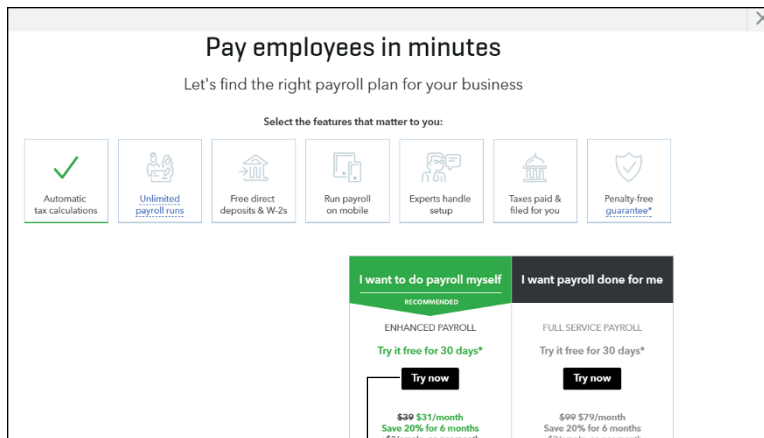 Pay employees in minutes
Let's find the right payroll plan for your business
Select the features that matter to you:
Automatic
tax calculations
Unlimited
payroll runs
Free direct
deposits & W-2s
Run payroll
on mobile
Experts handle
setup
Taxes paid &
filed for you
Penalty-free
guarantee*
I want to do payroll myself
RECOMMENDED
ENHANCED PAYROLL
Try it free for 30 days*
Try now
$39 $31/month
Save 20% for 6 months
I want payroll done for me
FULL SERVICE PAYROLL
Try it free for 30 days*
Try now
$99 $79/month
Save 20% for 6 months